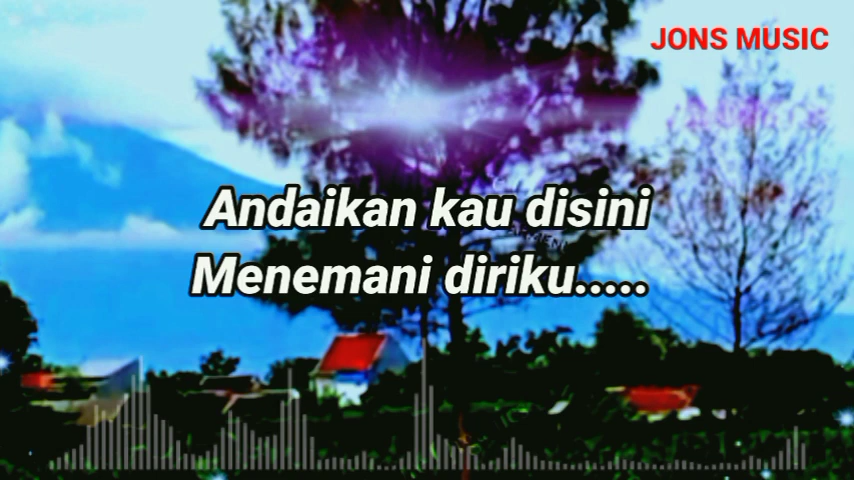 JONS MUSIC
Andaikan kau disini
Menemani diriku.....